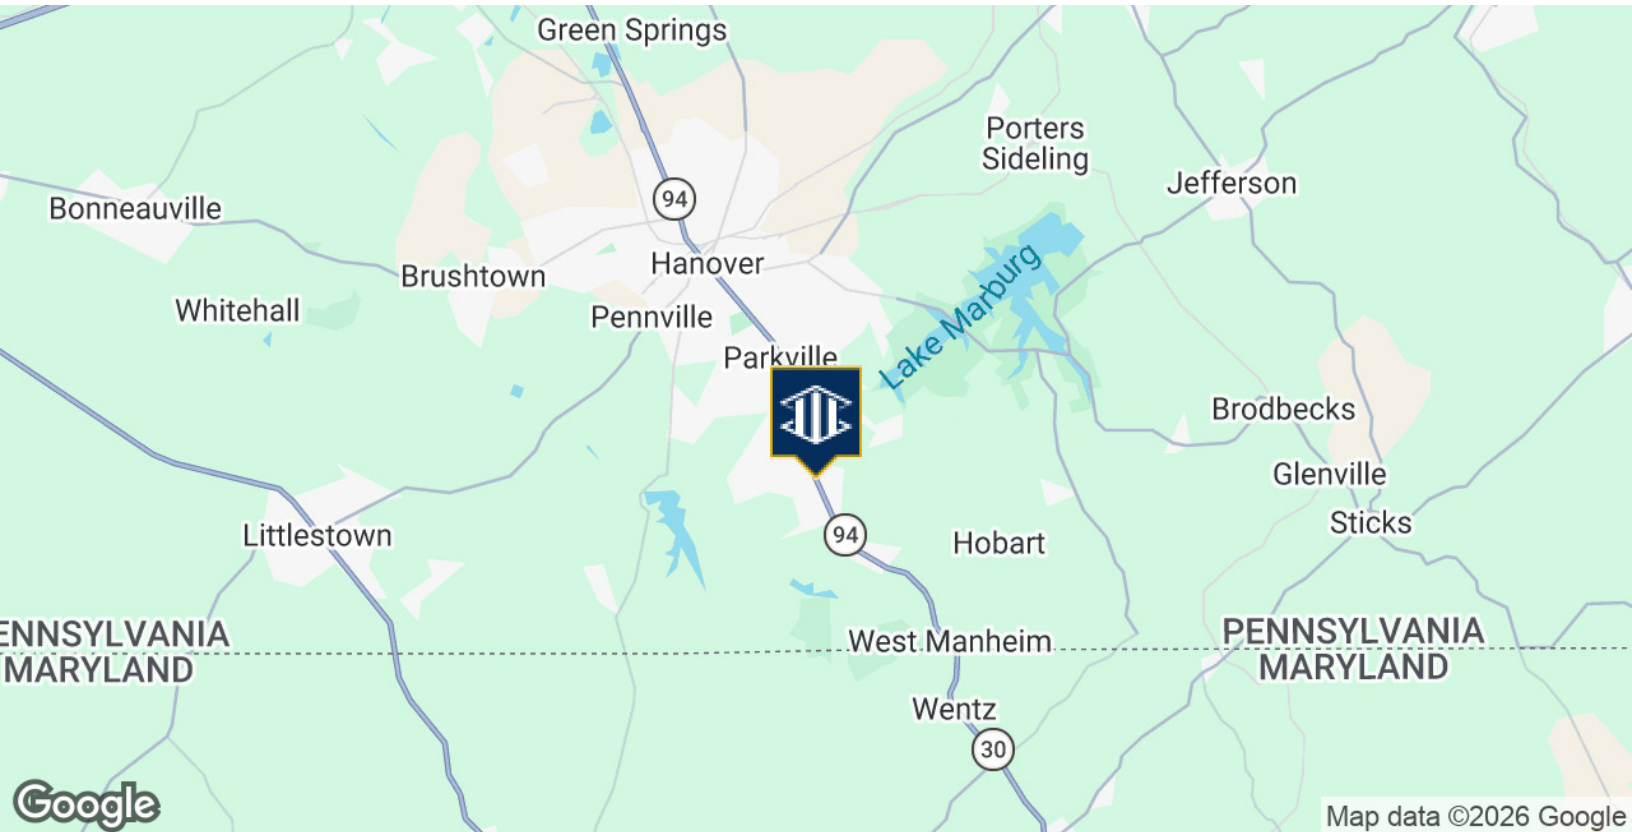 Green Springs
Porters
Sideling
Jefferson
94
Bonneauville
Hanover
Brushtown
Whitehall
Pennville
Lake Marburg
Parkville
Brodbecks
Glenville
Sticks
Littlestown
94
Hobart
ENNSYLVANIA
MARYLAND
West Manheim
PENNSYLVANIA
MARYLAND
Wentz
30
Google
Map data ©2026 Google